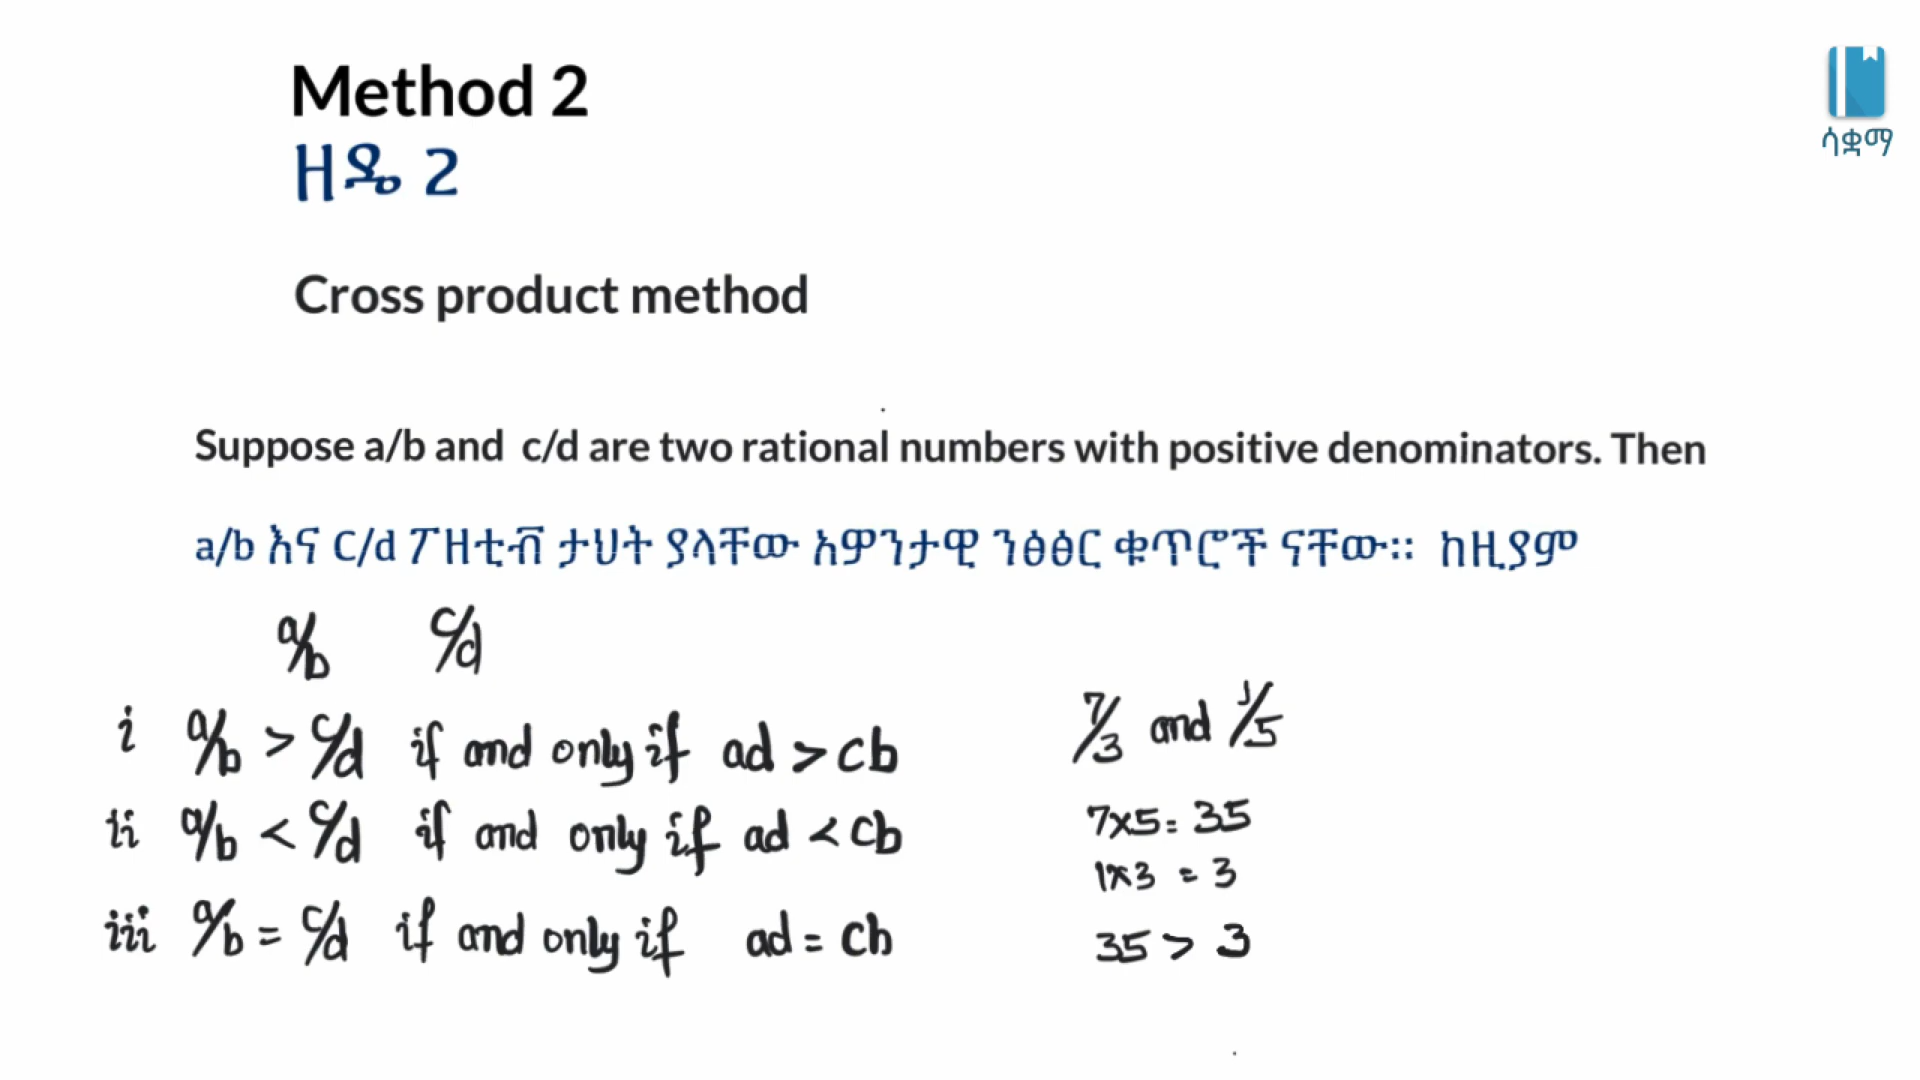 Method 2
ዘዴ 2
ሳቋማ
Cross product method
Suppose a/b and c/d are two rational numbers with positive denominators. Then
a/b እና C/d ፖዘቲቭ ታህት ያላቸው አዎንታዊ ንፅፅር ቁጥሮች ናቸው። ከዚያም
a/b c/d
i a/b > c/d if and only if ad > cb
ii a/b < c/d if and only if ad < cb
iii a/b = c/d if and only if ad = cb
7/3 and 1/5
7x5= 35
1x3 = 3
35 > 3